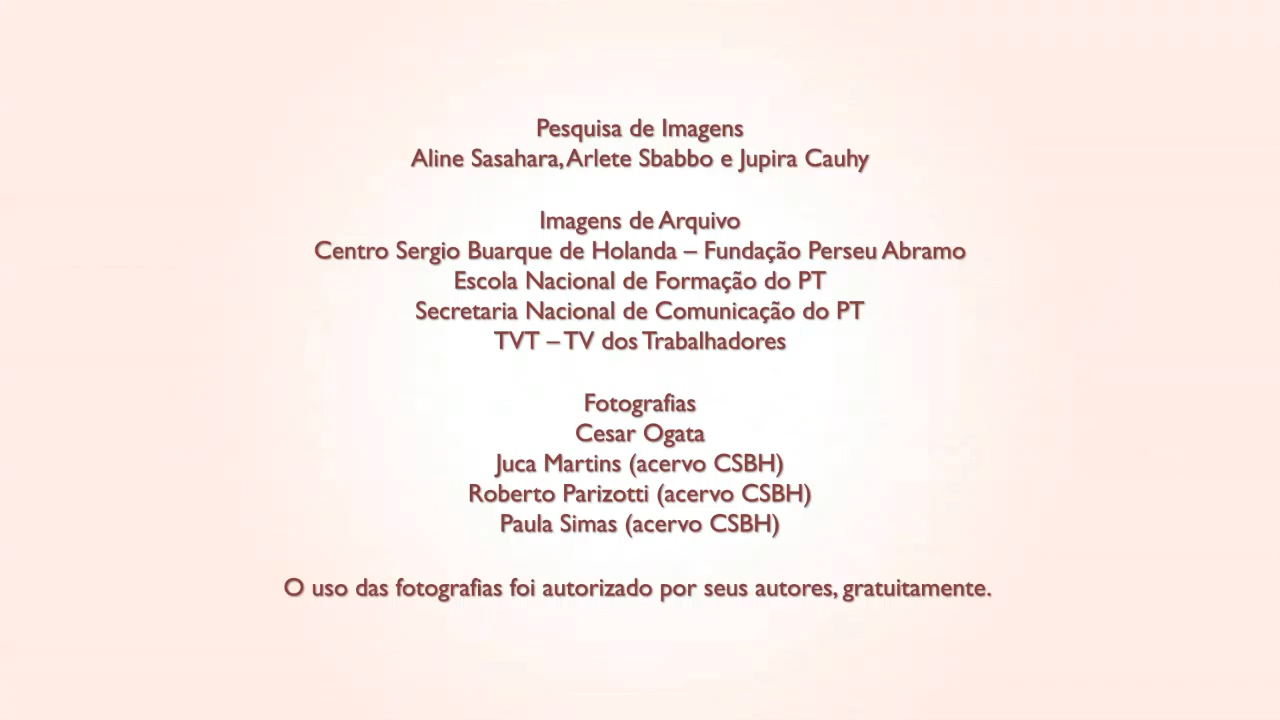 Pesquisa de Imagens
Aline Sasahara, Arlete Sbabbo e Jupira Cauhy
Imagens de Arquivo
Centro Sergio Buarque de Holanda – Fundação Perseu Abramo
Escola Nacional de Formação do PT
Secretaria Nacional de Comunicação do PT
TVT – TV dos Trabalhadores
Fotografias
Cesar Ogata
Juca Martins (acervo CSBH)
Roberto Parizotti (acervo CSBH)
Paula Simas (acervo CSBH)
O uso das fotografias foi autorizado por seus autores, gratuitamente.